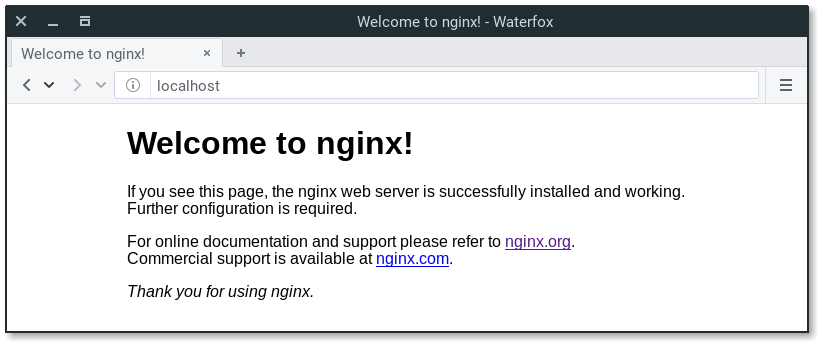 Welcome to nginx! - Waterfox
Welcome to nginx!
localhost
Welcome to nginx!
If you see this page, the nginx web server is successfully installed and working.
Further configuration is required.
For online documentation and support please refer to nginx.org.
Commercial support is available at nginx.com.
Thank you for using nginx.